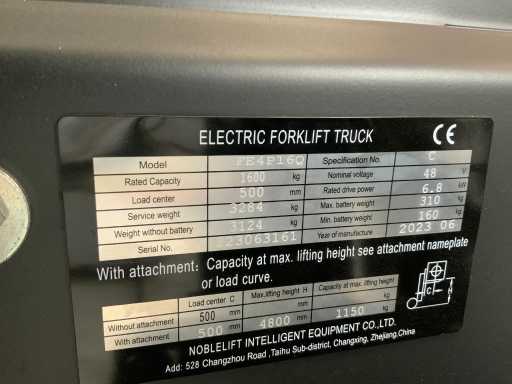 ELECTRIC FORKLIFT TRUCK CE
Model FE4P16Q Specification No. C
Rated Capacity 1600 kg Nominal voltage 48 V
Load center 500 mm Rated drive power 6.8 kW
Service weight 3284 kg Max. battery weight 310 kg
Weight without battery 3124 kg Min. battery weight 160 kg
Serial No. 223063161 Year of manufacture 2023 06
With attachment: Capacity at max. lifting height see attachment nameplate
or load curve.
Load center C Max.lifting height H Capacity at max. lifting height
Without attachment 500 mm mm kg
With attachment 500 mm 4800 mm 1150 kg
NOBLELIFT INTELLIGENT EQUIPMENT CO.,LTD.
Add: 528 Changzhou Road ,Taihu Sub-district, Changxing, Zhejiang,China